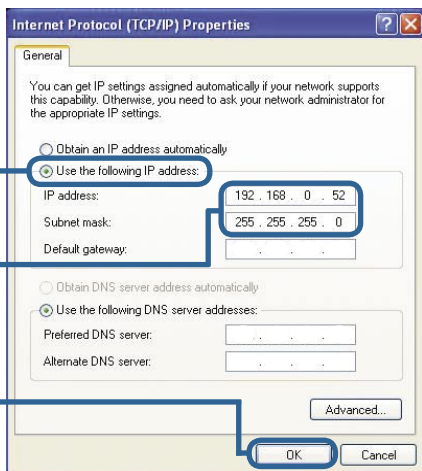 Internet Protocol (TCP/IP) Properties
General
You can get IP settings assigned automatically if your network supports
this capability. Otherwise, you need to ask your network administrator for
the appropriate IP settings.
Obtain an IP address automatically
Use the following IP address:
IP address: 192 . 168 . 0 . 52
Subnet mask: 255 . 255 . 255 . 0
Default gateway: . . .
Obtain DNS server address automatically
Use the following DNS server addresses:
Preferred DNS server: . . .
Alternate DNS server: . . .
Advanced...
OK Cancel